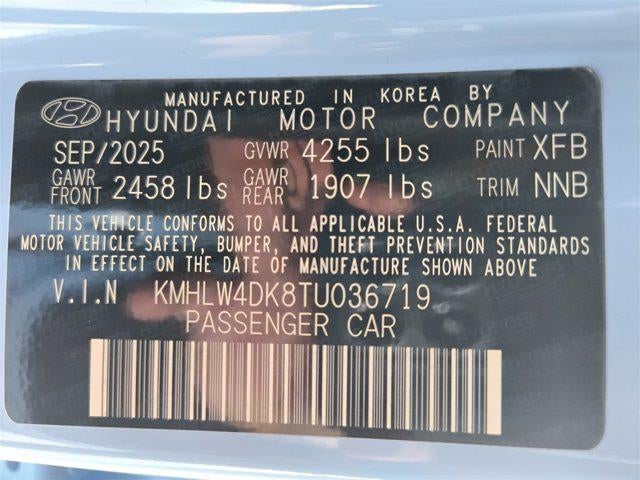 MANUFACTURED IN KOREA BY
HYUNDAI MOTOR COMPANY
SEP/2025 GVWR 4255 lbs PAINT XFB
GAWR FRONT 2458 lbs GAWR REAR 1907 lbs TRIM NNB
THIS VEHICLE CONFORMS TO ALL APPLICABLE U.S.A. FEDERAL
MOTOR VEHICLE SAFETY, BUMPER, AND THEFT PREVENTION STANDARDS
IN EFFECT ON THE DATE OF MANUFACTURE SHOWN ABOVE
V.I.N KMHLW4DK8TU036719
PASSENGER CAR